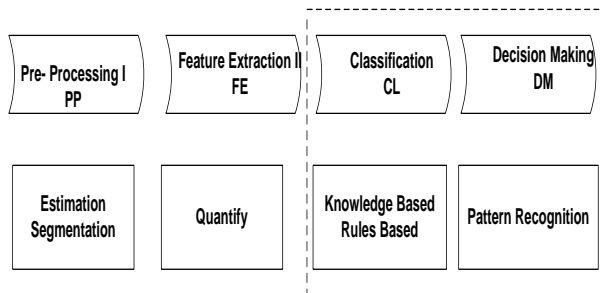 Pre- Processing I
PP
Feature Extraction II
FE
Classification
CL
Decision Making
DM
Estimation
Segmentation
Quantify
Knowledge Based
Rules Based
Pattern Recognition